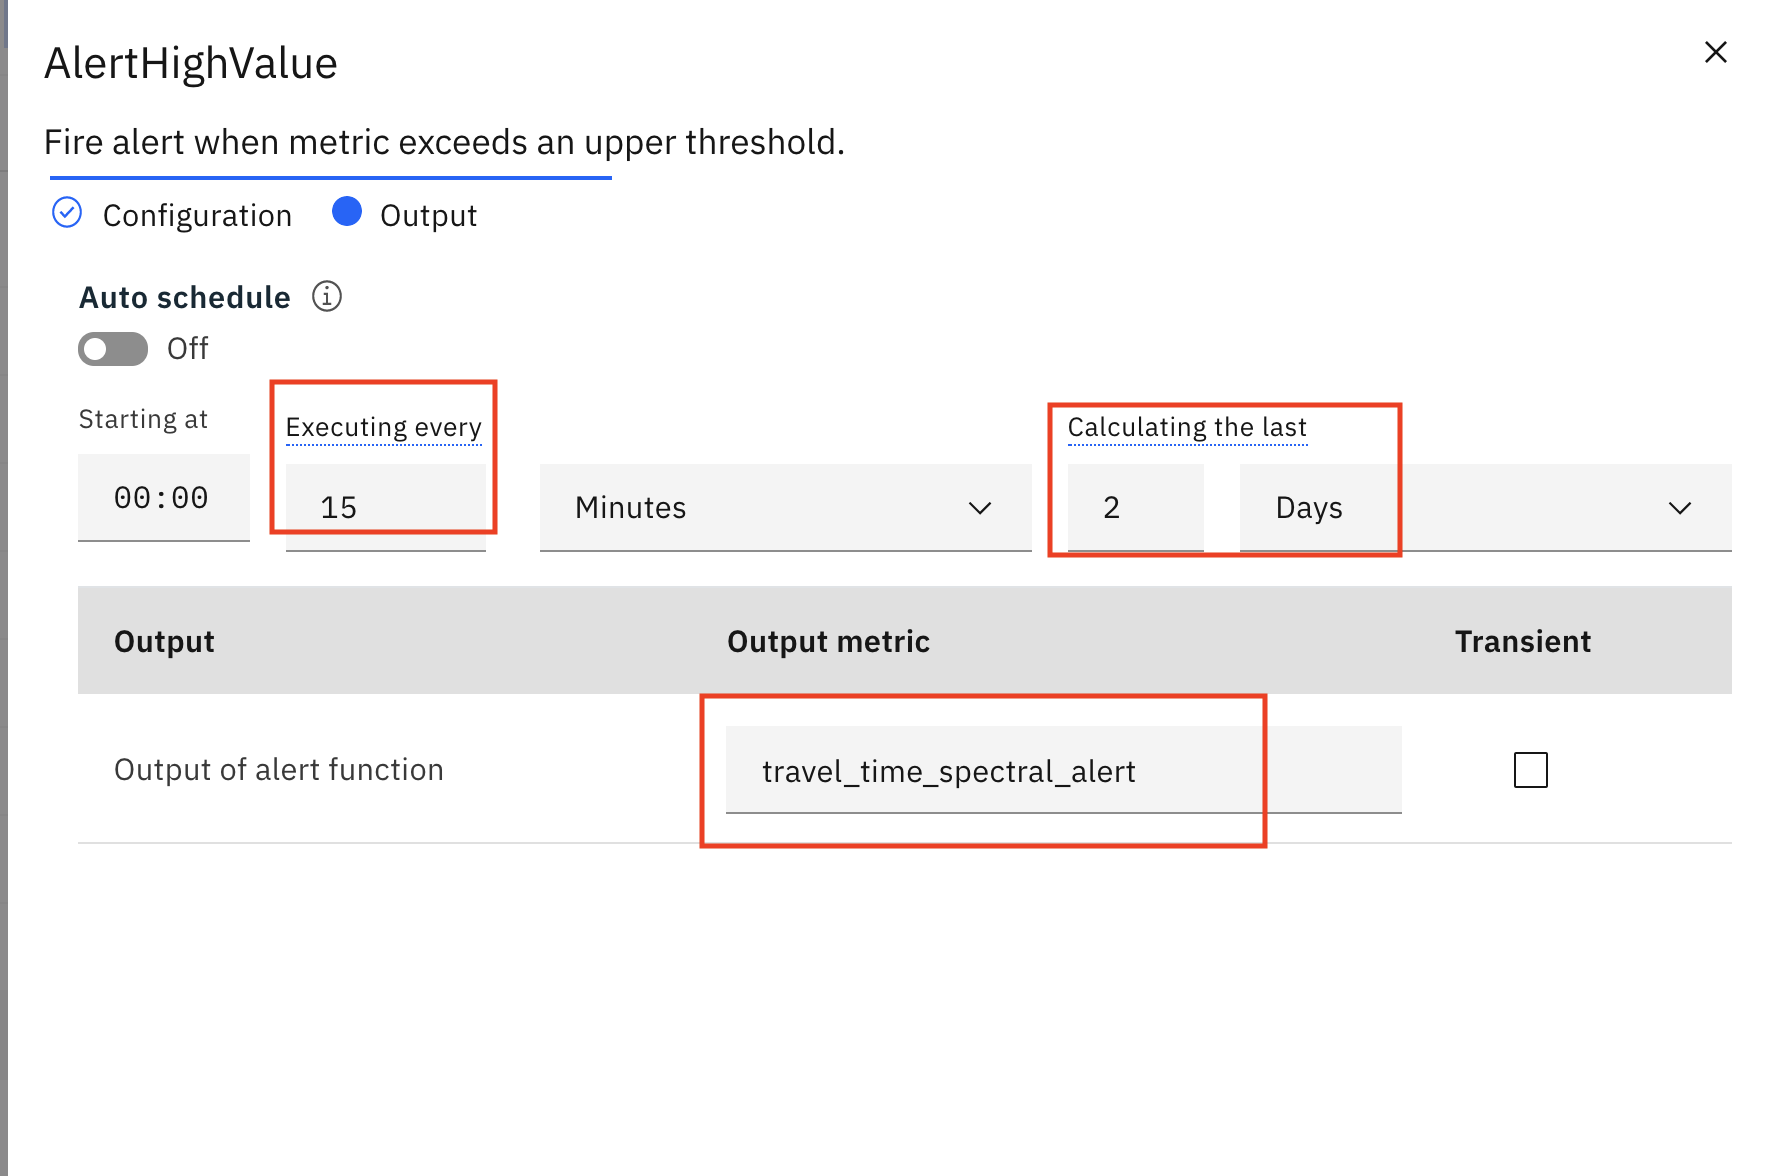 AlertHighValue
Fire alert when metric exceeds an upper threshold.
Configuration Output
Auto schedule
Off
Starting at Executing every Calculating the last
00:00 15 Minutes 2 Days
Output Output metric Transient
Output of alert function travel_time_spectral_alert